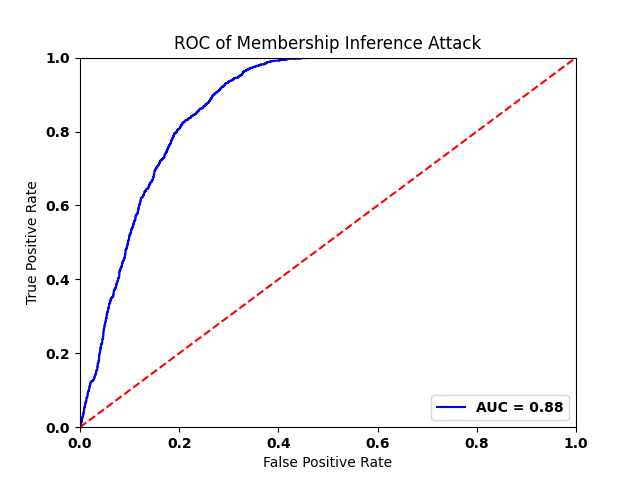 ROC of Membership Inference Attack
True Positive Rate
1.0
0.8
0.6
0.4
0.2
0.0
0.0 0.2 0.4 0.6 0.8 1.0
False Positive Rate
AUC = 0.88